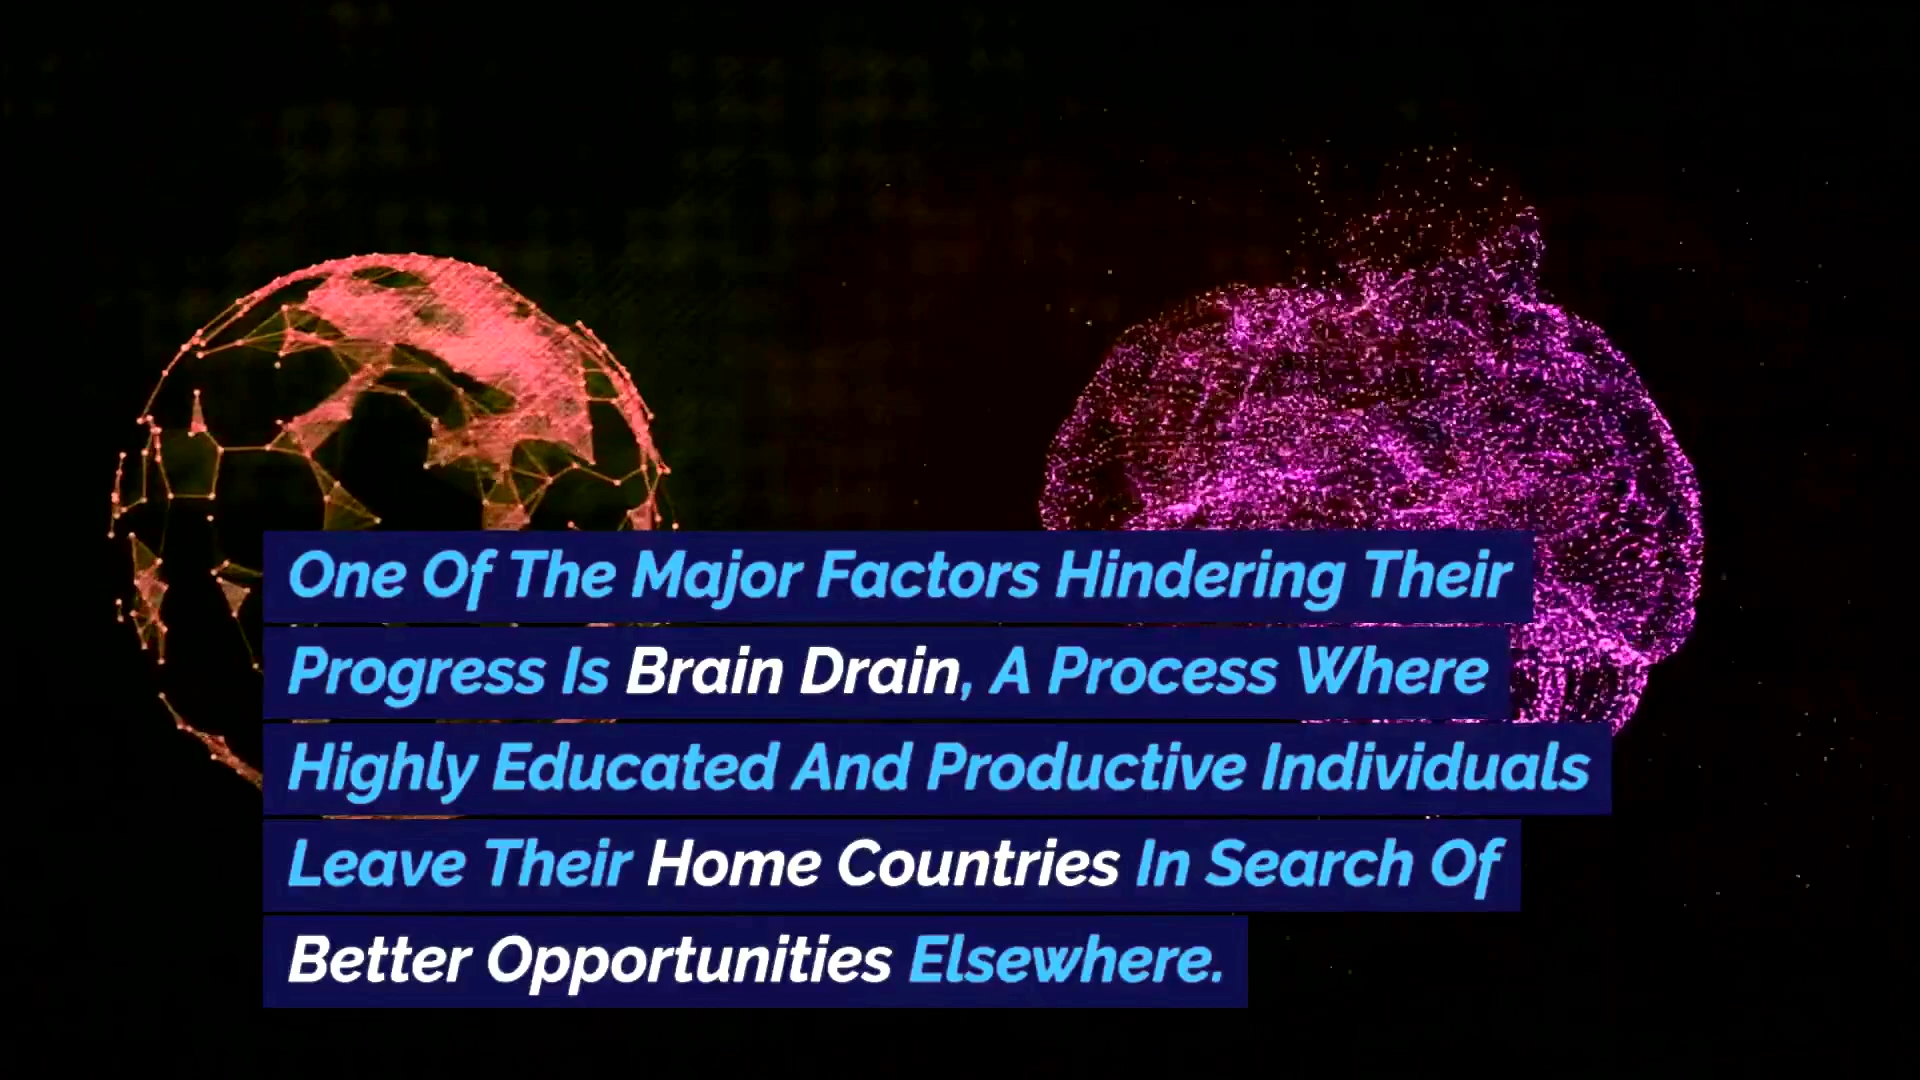 One Of The Major Factors Hindering Their
Progress Is Brain Drain, A Process Where
Highly Educated And Productive Individuals
Leave Their Home Countries In Search Of
Better Opportunities Elsewhere.